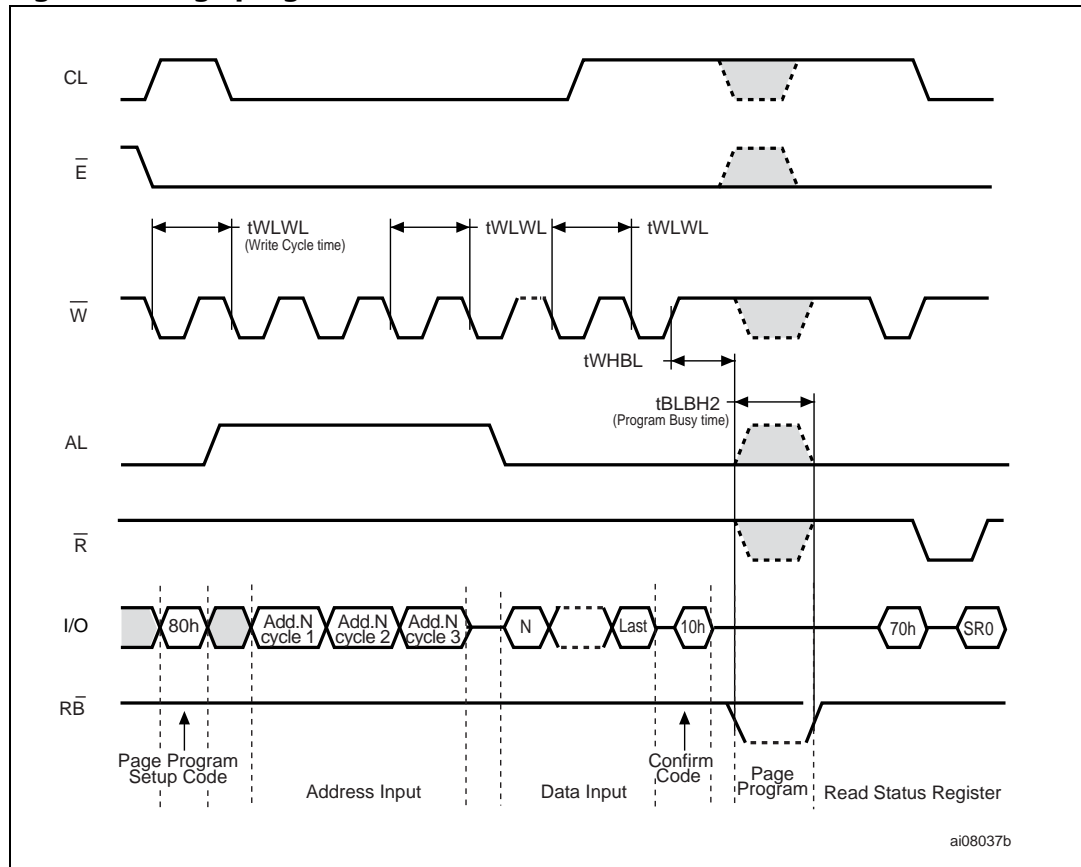 CL
E
tWLWL
tWLWL
tWLWL
(Write Cycle time)
W
tWHBL
tBLBH2
(Program Busy time)
AL
R
I/O
80h
Add.N
cycle 1
Add.N
cycle 2
Add.N
cycle 3
N
Last
10h
70h
SR0
RB
Page Program
Setup Code
Address Input
Data Input
Confirm
Code
Page
Program
Read Status Register
ai08037b